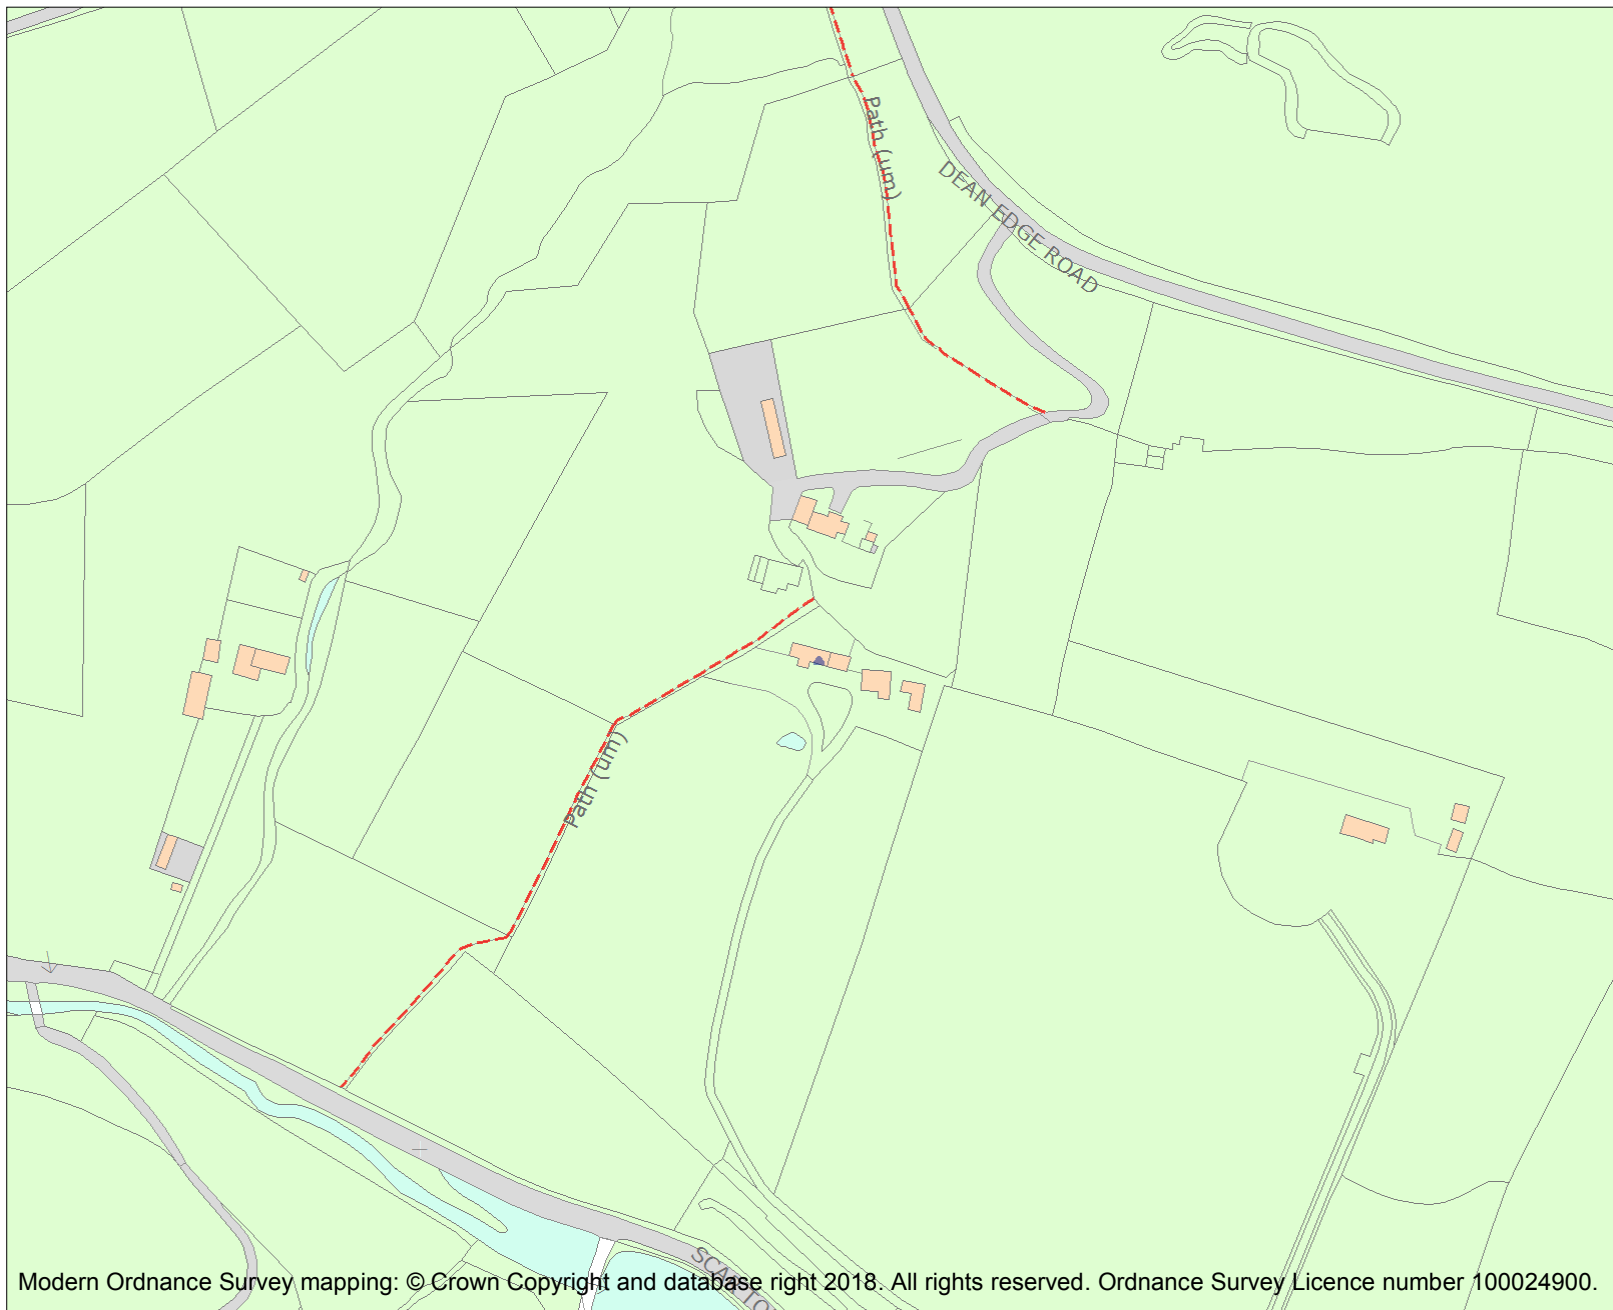 Path (um)
DEAN EDGE ROAD
Path (um)
Modern Ordnance Survey mapping: © Crown Copyright and database right 2018. All rights reserved. Ordnance Survey Licence number 100024900.